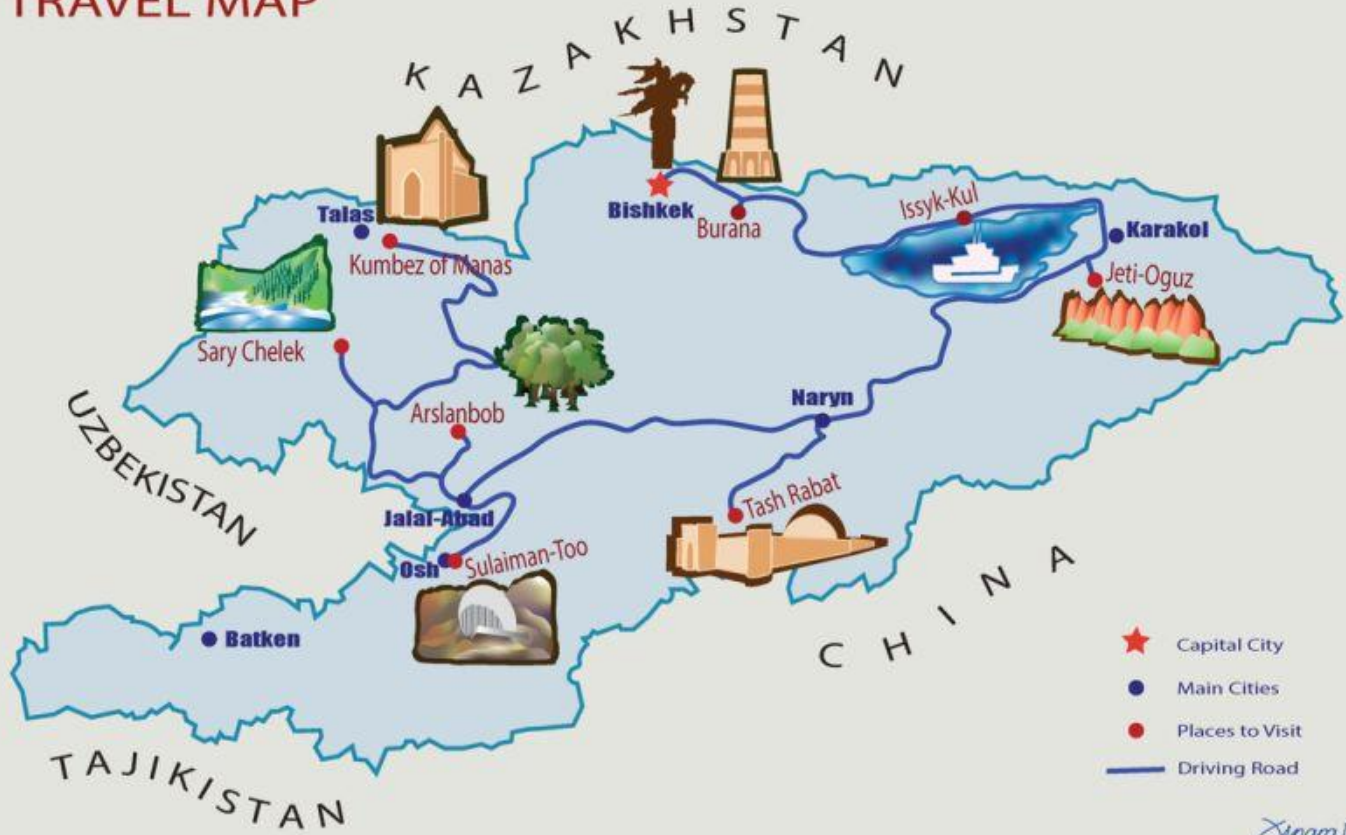 TRAVEL MAP
KAZAKHSTAN
Talas
Kumbez of Manas
Bishkek
Burana
Issyk-Kul
Karakol
Jeti-Oguz
Sary Chelek
Arslanbob
Naryn
UZBEKISTAN
Jalal-Abad
Tash Rabat
Osh
Sulaiman-Too
CHINA
Batken
TAJIKISTAN
Capital City
Main Cities
Places to Visit
Driving Road